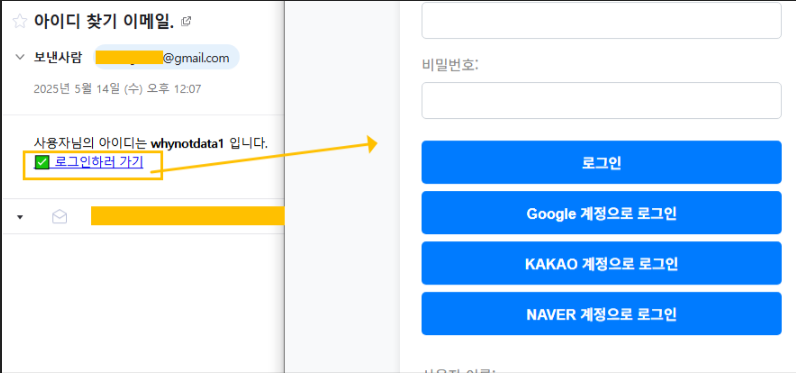 아이디 찾기 이메일.
보낸사람 @gmail.com
2025년 5월 14일 (수) 오후 12:07
사용자님의 아이디는 whynotdata1 입니다.
✅ 로그인하러 가기
비밀번호:
로그인
Google 계정으로 로그인
KAKAO 계정으로 로그인
NAVER 계정으로 로그인